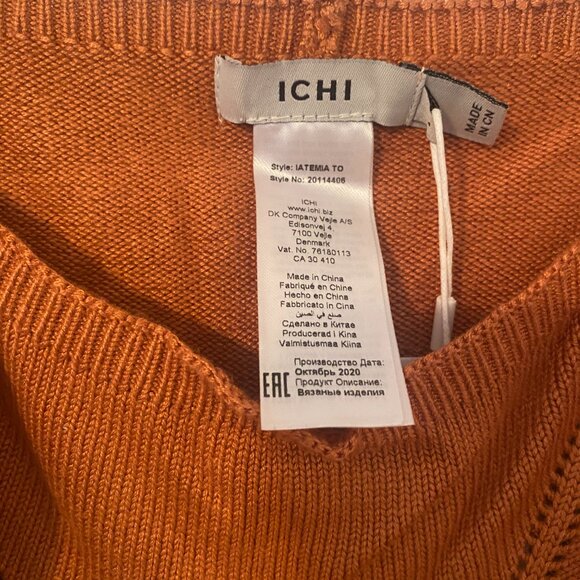 ICHI
MADE
IN CN
Style: IATEMIA TO
Style No: 20114406
ICHI
www.ichi.biz
DK Company Vejle A/S
Edisonvej 4
7100 Vejle
Denmark
Vat. No 76180113
CA 30 410
Made in China
Fabriqué en Chine
Hecho en China
Fabbricato in Cina
صنع في الصين
Сделано в Китае
Producerad i Kina
Valmistusmaa Kiina
Производство Дата:
Октябрь 2020
Продукт Описание:
Вязаные изделия
EAC